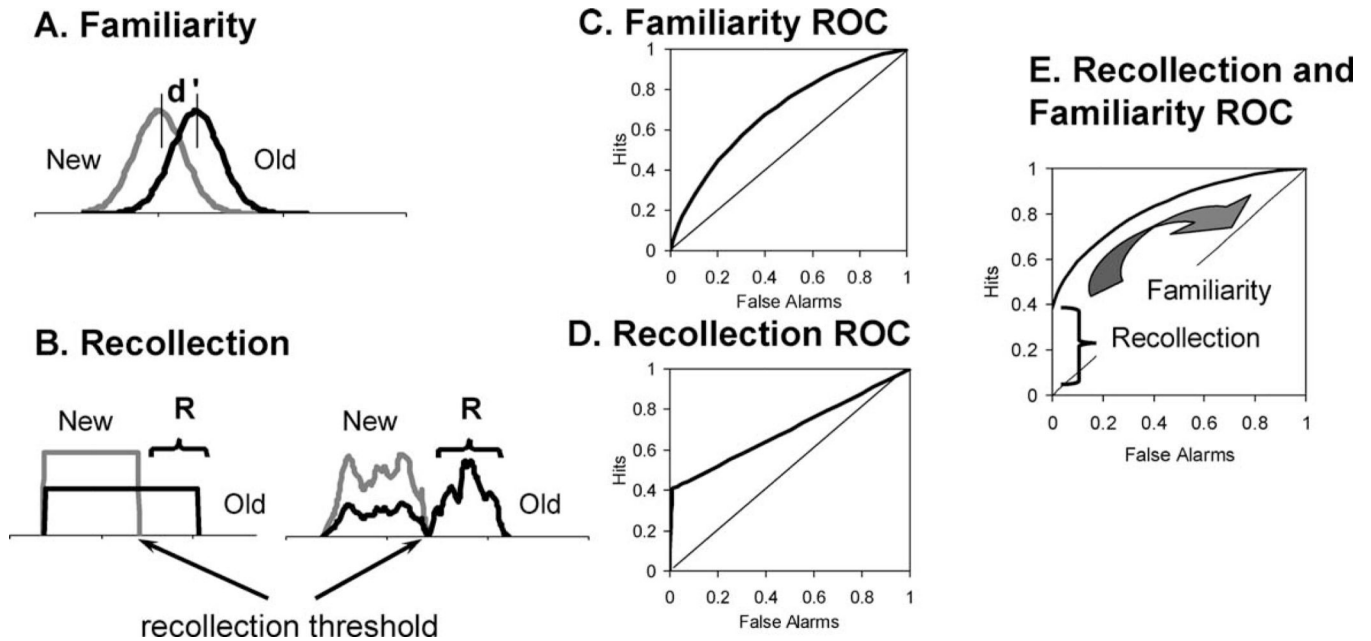 A. Familiarity
d '
New
Old
B. Recollection
New
R
Old
New
R
Old
recollection threshold
C. Familiarity ROC
1
0.8
0.6
0.4
0.2
0
Hits
0 0.2 0.4 0.6 0.8 1
False Alarms
D. Recollection ROC
1
0.8
0.6
0.4
0.2
0
Hits
0 0.2 0.4 0.6 0.8 1
False Alarms
E. Recollection and
Familiarity ROC
1
0.8
0.6
0.4
0.2
0
Hits
Familiarity
Recollection
0 0.2 0.4 0.6 0.8 1
False Alarms